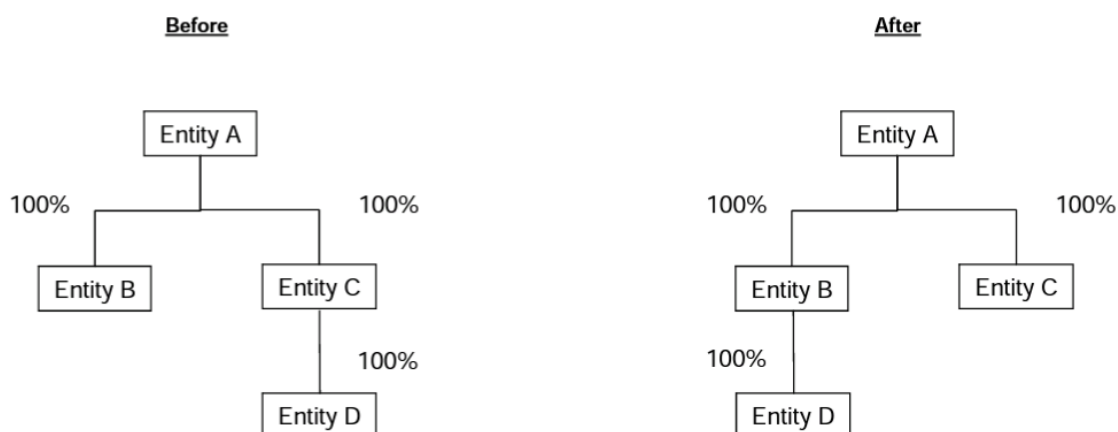 Before
Entity A
100%
100%
Entity B
Entity C
100%
Entity D
After
Entity A
100%
100%
Entity B
Entity C
100%
Entity D